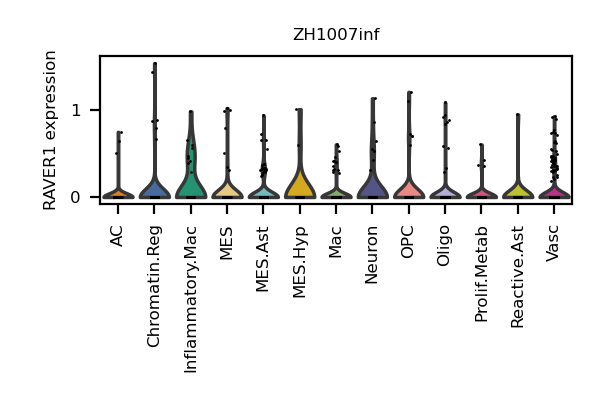 ZH1007inf
RAVER1 expression
1
0
AC
Chromatin.Reg
Inflammatory.Mac
MES
MES.Ast
MES.Hyp
Mac
Neuron
OPC
Oligo
Prolif.Metab
Reactive.Ast
Vasc